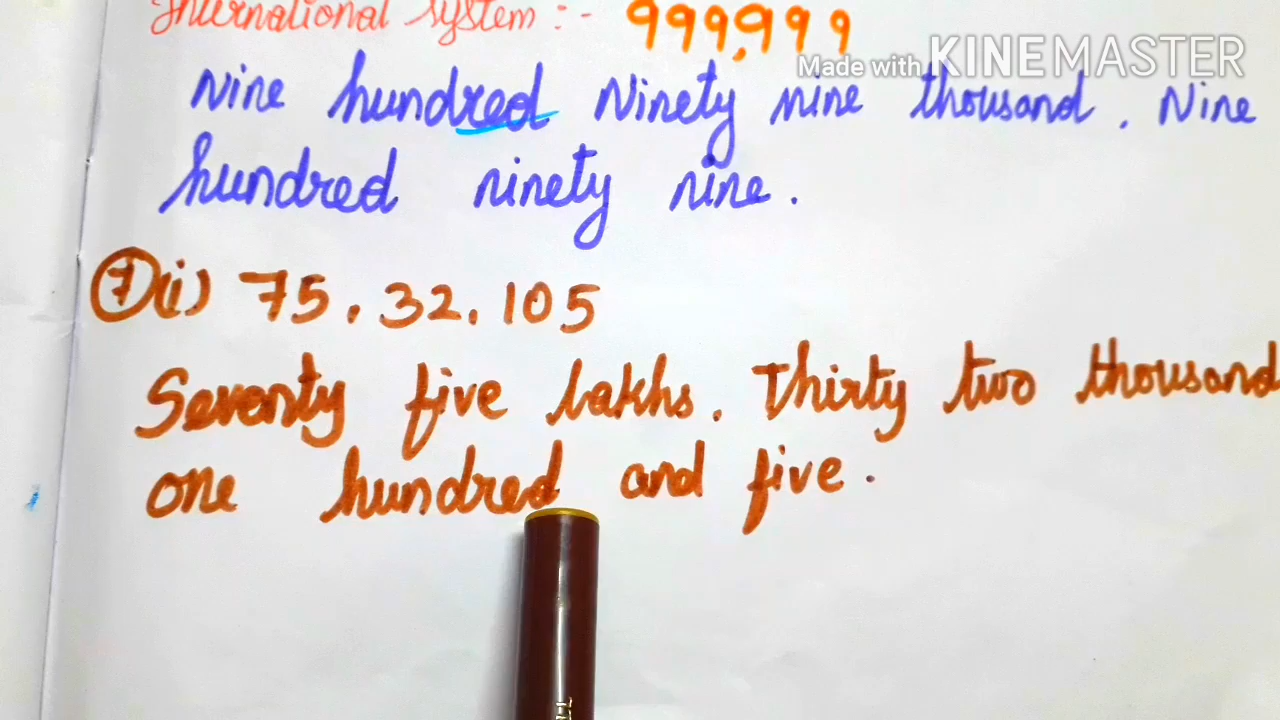 International System :- 999,999
Made with KINEMASTER
Nine hundred Ninety nine thousand, Nine
hundred ninety nine.
7 (i) 75,32,105
Seventy five lakhs. Thirty two thousand
one hundred and five.